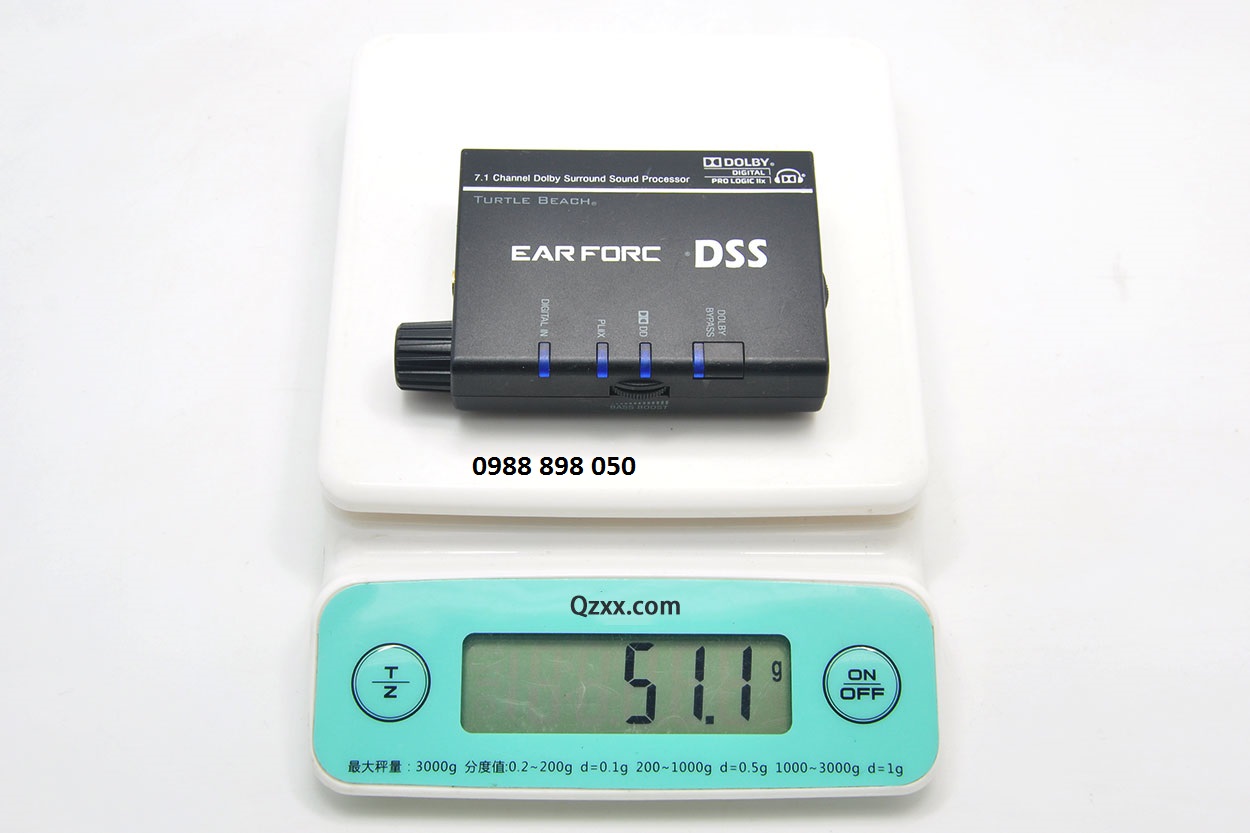 DOLBY®
DIGITAL
PRO LOGIC IIx
7.1 Channel Dolby Surround Sound Processor
TURTLE BEACH®
EAR FORC DSS
DIGITAL IN
PLIIX
DD
DOLBY
BYPASS
BASS BOOST
0988 898 050
Qzxx.com
T
Z
51.1 g
ON
OFF
最大秤量：3000g 分度值:0.2~200g d=0.1g 200~1000g d=0.5g 1000~3000g d=1g